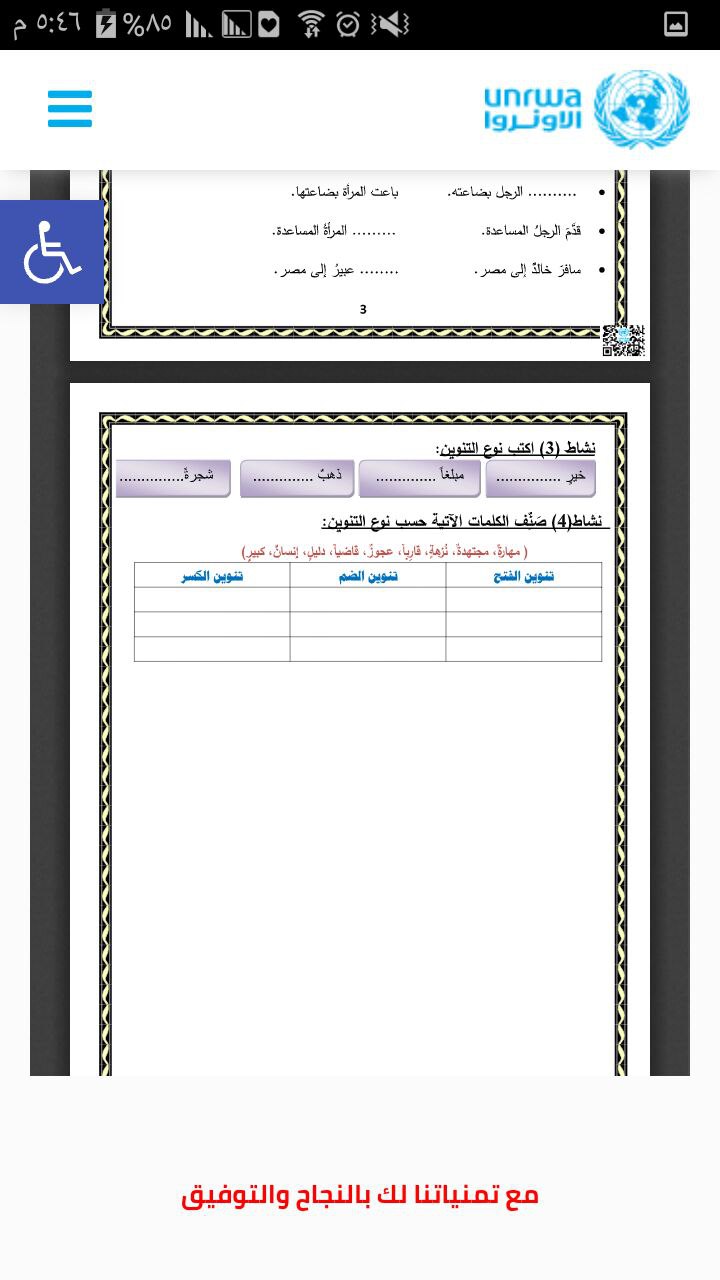 ٥:٤٦ م %٨٥
unrwa
الاونروا
.......... الرجل بضاعته. باعت المرأة بضاعتها.
قدَّمَ الرجلُ المساعدة. ......... المرأةُ المساعدة.
سافرَ خالدٌ إلى مصر. ........ عبيرُ إلى مصر.
3
نشاط (3) اكتب نوع التنوين:
خيرٍ ............... مبلغاً .............. ذهبٌ .............. شجرةً...............
نشاط(4) صَنِّف الكلمات الآتية حسب نوع التنوين:
( مهارةً، مجتهدةٌ، نُزهةٍ، قارِباً، عجوزٌ، قاضياً، دليلٍ، إنسانٌ، كبيرٍ)
تنوين الفتح تنوين الضم تنوين الكسر
مع تمنياتنا لك بالنجاح والتوفيق